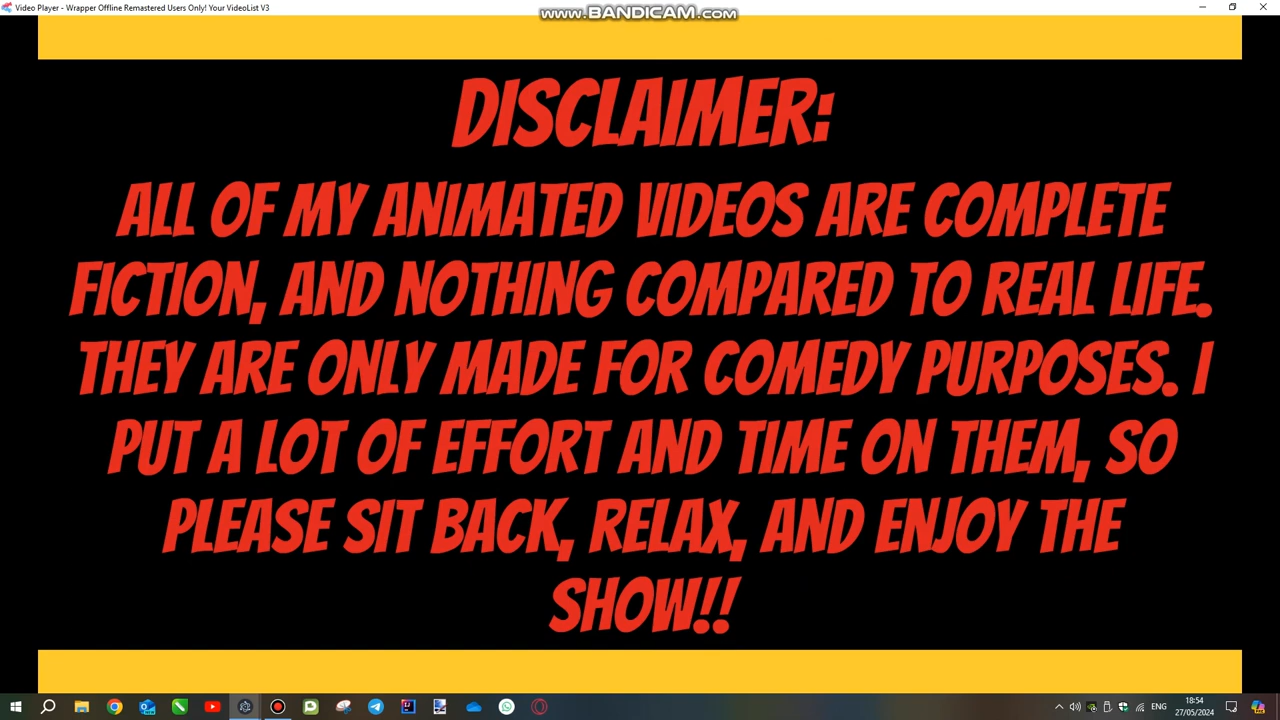 Video Player - Wrapper Offline Remastered Users Only! Your VideoList V3
www.BANDICAM.com
DISCLAIMER:
ALL OF MY ANIMATED VIDEOS ARE COMPLETE
FICTION, AND NOTHING COMPARED TO REAL LIFE.
THEY ARE ONLY MADE FOR COMEDY PURPOSES. I
PUT A LOT OF EFFORT AND TIME ON THEM, SO
PLEASE SIT BACK, RELAX, AND ENJOY THE
SHOW!!
ENG
18:54
27/05/2024